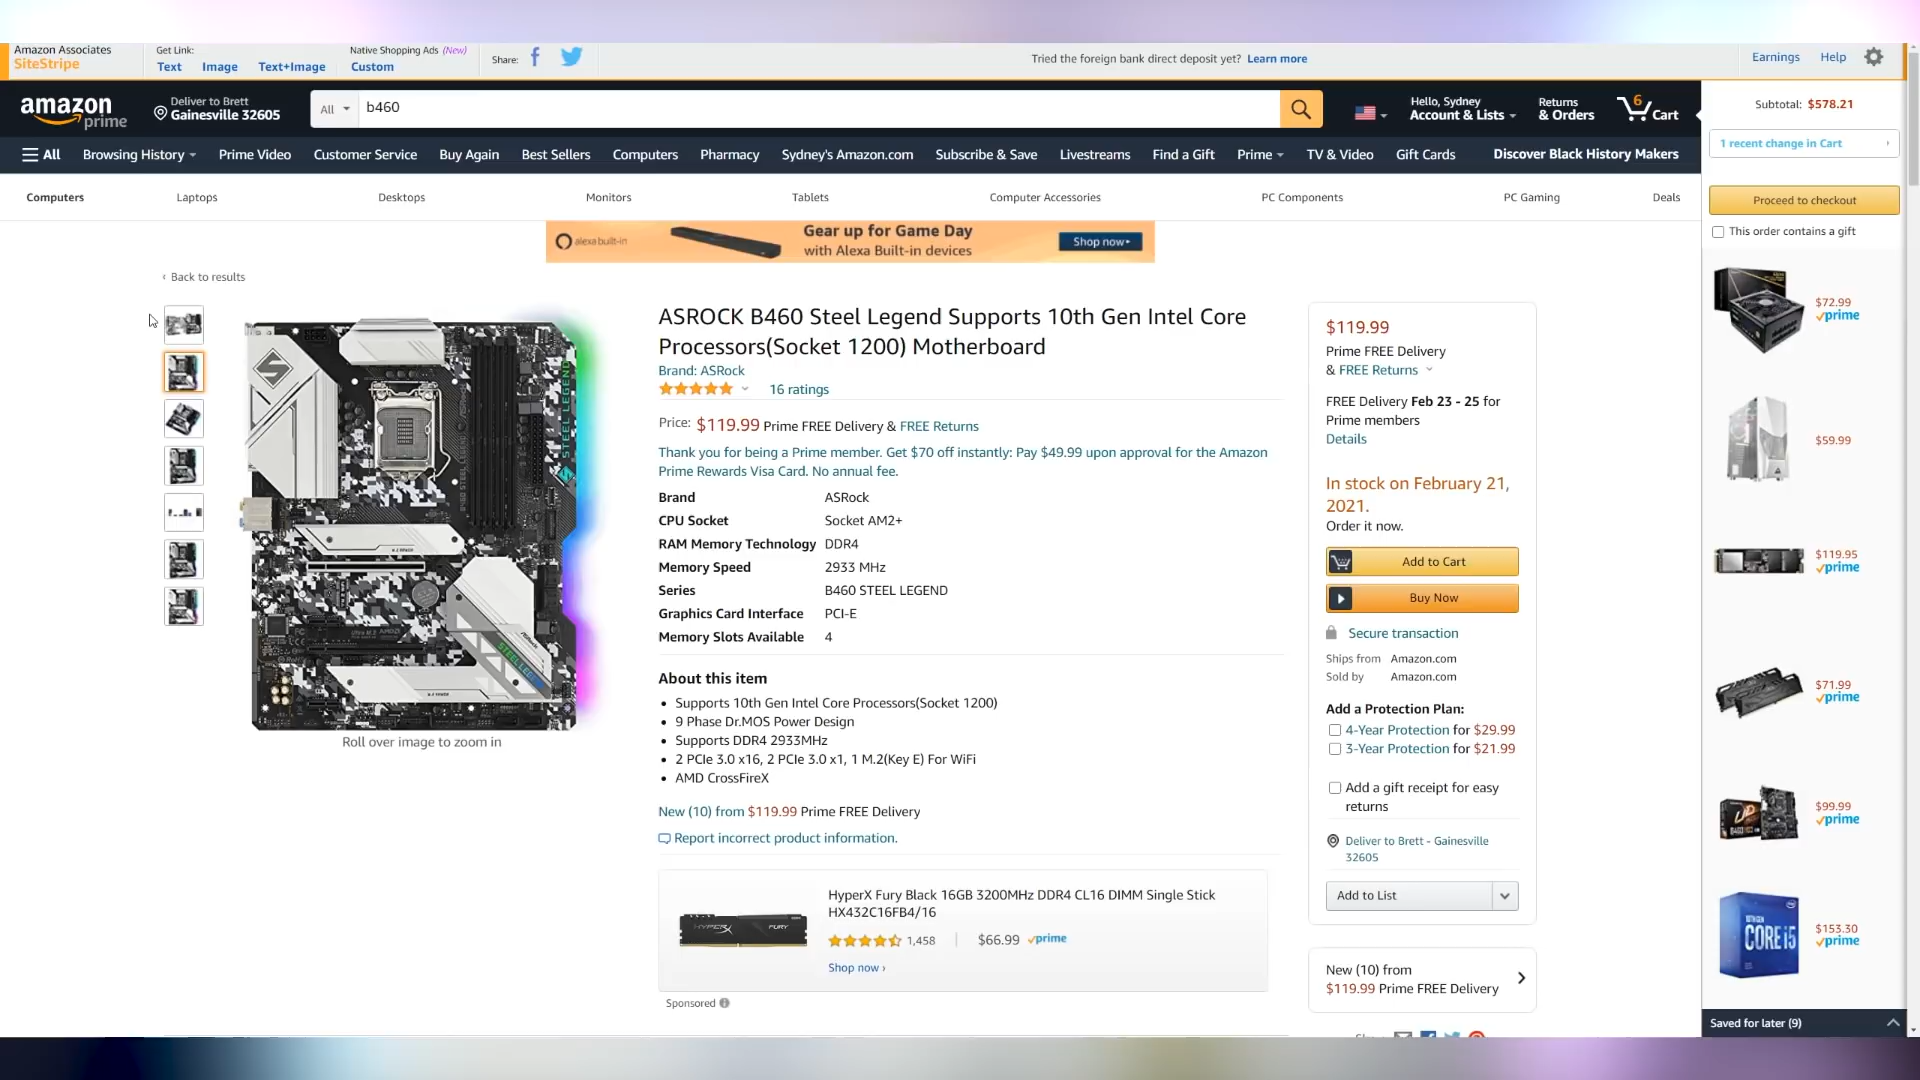 Amazon Associates
SiteStripe
Get Link:
Text Image Text+Image
Native Shopping Ads (New)
Custom
Share:
Tried the foreign bank direct deposit yet? Learn more
Earnings Help
amazon prime
Deliver to Brett
Gainesville 32605
All b460
Hello, Sydney
Account & Lists
Returns
& Orders
6 Cart
All Browsing History Prime Video Customer Service Buy Again Best Sellers Computers Pharmacy Sydney's Amazon.com Subscribe & Save Livestreams Find a Gift Prime TV & Video Gift Cards Discover Black History Makers
Computers Laptops Desktops Monitors Tablets Computer Accessories PC Components PC Gaming Deals
alexa built-in
Gear up for Game Day
with Alexa Built-in devices
Shop now
‹ Back to results
STEEL LEGEND
Roll over image to zoom in
ASROCK B460 Steel Legend Supports 10th Gen Intel Core
Processors(Socket 1200) Motherboard
Brand: ASRock
16 ratings
Price: $119.99 Prime FREE Delivery & FREE Returns
Thank you for being a Prime member. Get $70 off instantly: Pay $49.99 upon approval for the Amazon
Prime Rewards Visa Card. No annual fee.
Brand ASRock
CPU Socket Socket AM2+
RAM Memory Technology DDR4
Memory Speed 2933 MHz
Series B460 STEEL LEGEND
Graphics Card Interface PCI-E
Memory Slots Available 4
About this item
• Supports 10th Gen Intel Core Processors(Socket 1200)
• 9 Phase Dr.MOS Power Design
• Supports DDR4 2933MHz
• 2 PCIe 3.0 x16, 2 PCIe 3.0 x1, 1 M.2(Key E) For WiFi
• AMD CrossFireX
New (10) from $119.99 Prime FREE Delivery
Report incorrect product information.
HYPERX FURY
HyperX Fury Black 16GB 3200MHz DDR4 CL16 DIMM Single Stick
HX432C16FB4/16
1,458 | $66.99 prime
Shop now ›
Sponsored
$119.99
Prime FREE Delivery
& FREE Returns
FREE Delivery Feb 23 - 25 for
Prime members
Details
In stock on February 21,
2021.
Order it now.
Add to Cart
Buy Now
Secure transaction
Ships from Amazon.com
Sold by Amazon.com
Add a Protection Plan:
4-Year Protection for $29.99
3-Year Protection for $21.99
Add a gift receipt for easy
returns
Deliver to Brett - Gainesville
32605
Add to List
New (10) from
$119.99 Prime FREE Delivery
Subtotal: $578.21
1 recent change in Cart ›
Proceed to checkout
This order contains a gift
$72.99
prime
$59.99
$119.95
prime
$71.99
prime
$99.99
prime
CORE i5
$153.30
prime
Saved for later (9)